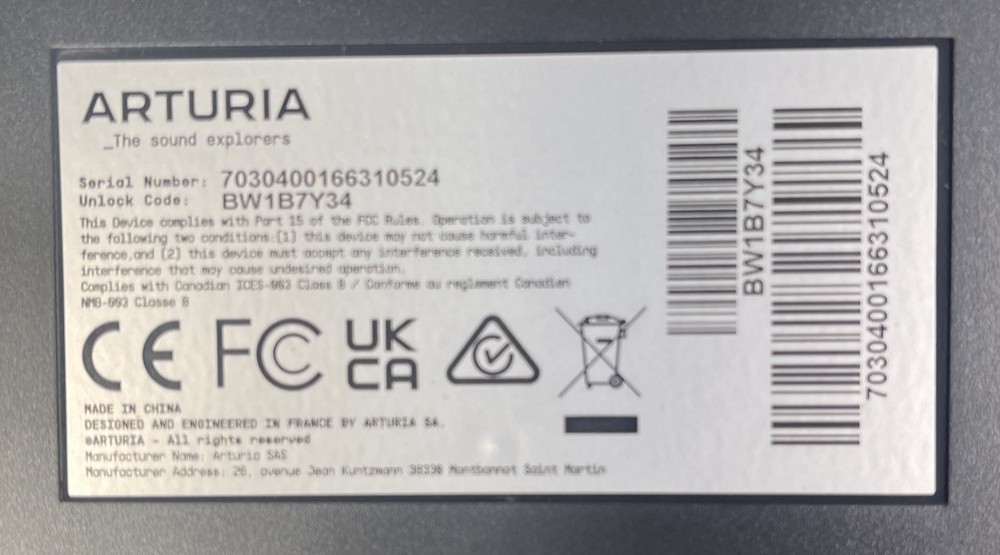 ARTURIA
_The sound explorers
Serial Number: 7030400166310524
Unlock Code: BW1B7Y34
This Device complies with Part 15 of the FCC Rules. Operation is subject to
the following two conditions:(1) this device may not cause harmful inter-
ference,and (2) this device must accept any interference received, including
interference that may cause undesired operation.
Complies with Canadian ICES-003 Class B / Conforme au reglement Canadien
NMB-003 Classe B
CE FC UK
CA
MADE IN CHINA
DESIGNED AND ENGINEERED IN FRANCE BY ARTURIA SA.
©ARTURIA - All rights reserved
Manufacturer Name: Arturia SAS
Manufacturer Address: 26, avenue Jean Kuntzmann 38330 Montbonnot Saint Martin
BW1B7Y34
7030400166310524